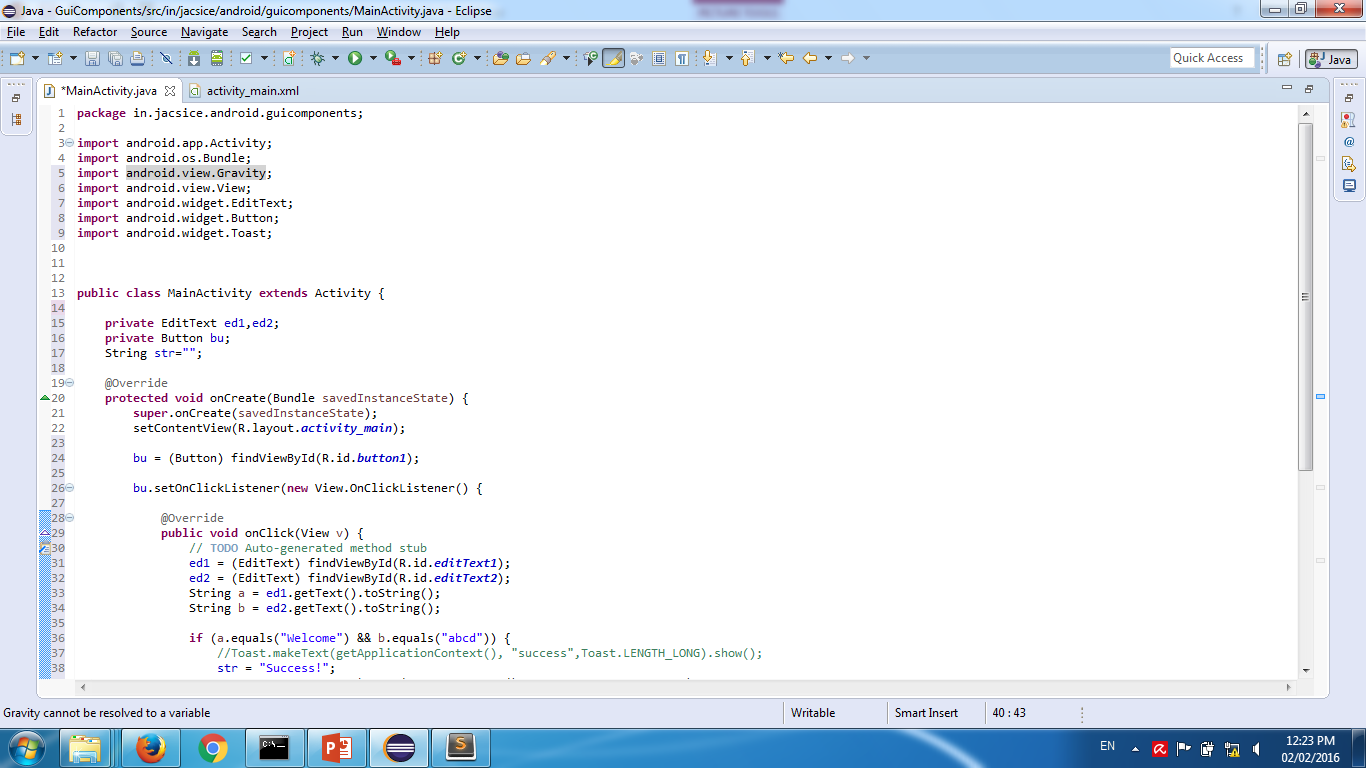 Java - GuiComponents/src/in/jacsice/android/guicomponents/MainActivity.java - Eclipse
File Edit Refactor Source Navigate Search Project Run Window Help
Quick Access
Java
*MainActivity.java
activity_main.xml
1 package in.jacsice.android.guicomponents;
2
3 import android.app.Activity;
4 import android.os.Bundle;
5 import android.view.Gravity;
6 import android.view.View;
7 import android.widget.EditText;
8 import android.widget.Button;
9 import android.widget.Toast;
10
11
12
13 public class MainActivity extends Activity {
14
15 private EditText ed1,ed2;
16 private Button bu;
17 String str="";
18
19 @Override
20 protected void onCreate(Bundle savedInstanceState) {
21 super.onCreate(savedInstanceState);
22 setContentView(R.layout.activity_main);
23
24 bu = (Button) findViewById(R.id.button1);
25
26 bu.setOnClickListener(new View.OnClickListener() {
27
28 @Override
29 public void onClick(View v) {
30 // TODO Auto-generated method stub
31 ed1 = (EditText) findViewById(R.id.editText1);
32 ed2 = (EditText) findViewById(R.id.editText2);
33 String a = ed1.getText().toString();
34 String b = ed2.getText().toString();
35
36 if (a.equals("Welcome") && b.equals("abcd")) {
37 //Toast.makeText(getApplicationContext(), "success",Toast.LENGTH_LONG).show();
38 str = "Success!";
Gravity cannot be resolved to a variable
Writable
Smart Insert
40 : 43
EN
12:23 PM
02/02/2016